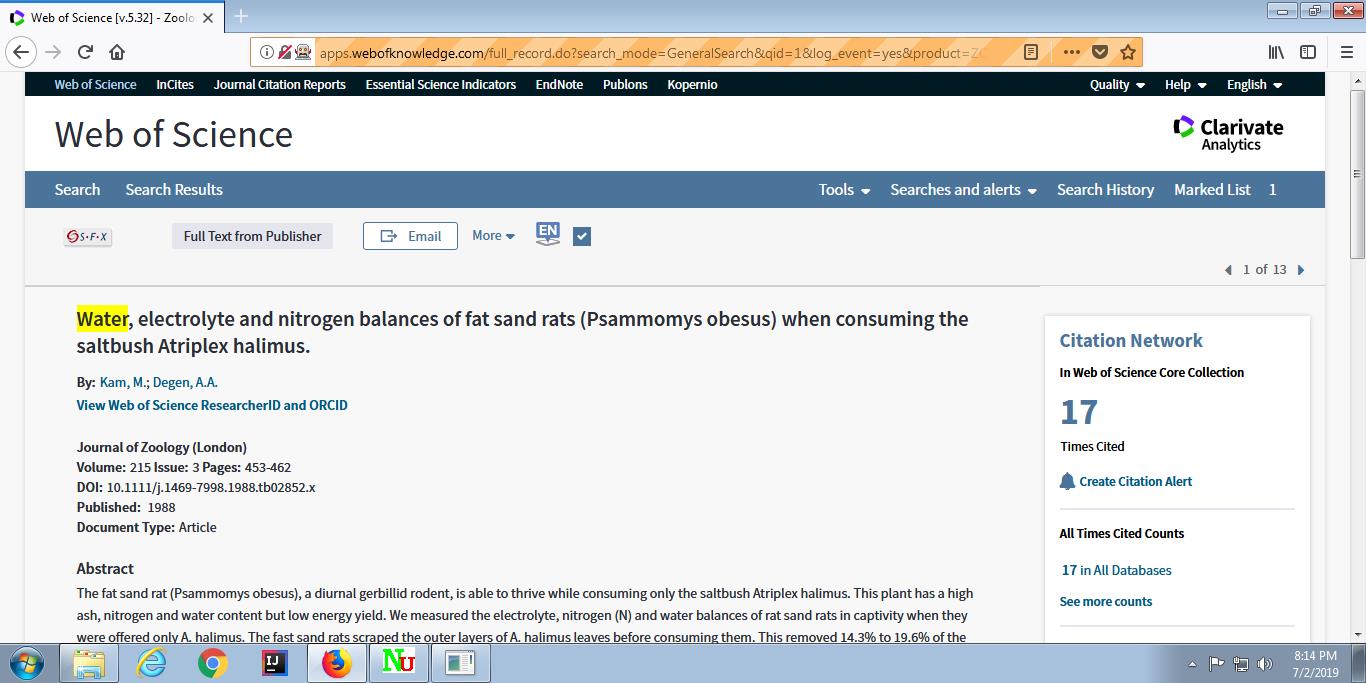 Web of Science [v.5.32] - Zoolo
apps.webofknowledge.com/full_record.do?search_mode=GeneralSearch&qid=1&log_event=yes&product=ZO
Web of Science InCites Journal Citation Reports Essential Science Indicators EndNote Publons Kopernio Quality Help English
Web of Science
Clarivate
Analytics
Search Search Results Tools Searches and alerts Search History Marked List 1
S·F·X Full Text from Publisher Email More EN
1 of 13
Water, electrolyte and nitrogen balances of fat sand rats (Psammomys obesus) when consuming the
saltbush Atriplex halimus.
By: Kam, M.; Degen, A.A.
View Web of Science ResearcherID and ORCID
Journal of Zoology (London)
Volume: 215 Issue: 3 Pages: 453-462
DOI: 10.1111/j.1469-7998.1988.tb02852.x
Published: 1988
Document Type: Article
Abstract
The fat sand rat (Psammomys obesus), a diurnal gerbillid rodent, is able to thrive while consuming only the saltbush Atriplex halimus. This plant has a high
ash, nitrogen and water content but low energy yield. We measured the electrolyte, nitrogen (N) and water balances of rat sand rats in captivity when they
were offered only A. halimus. The fast sand rats scraped the outer layers of A. halimus leaves before consuming them. This removed 14.3% to 19.6% of the
Citation Network
In Web of Science Core Collection
17
Times Cited
Create Citation Alert
All Times Cited Counts
17 in All Databases
See more counts
IJ NU
8:14 PM
7/2/2019